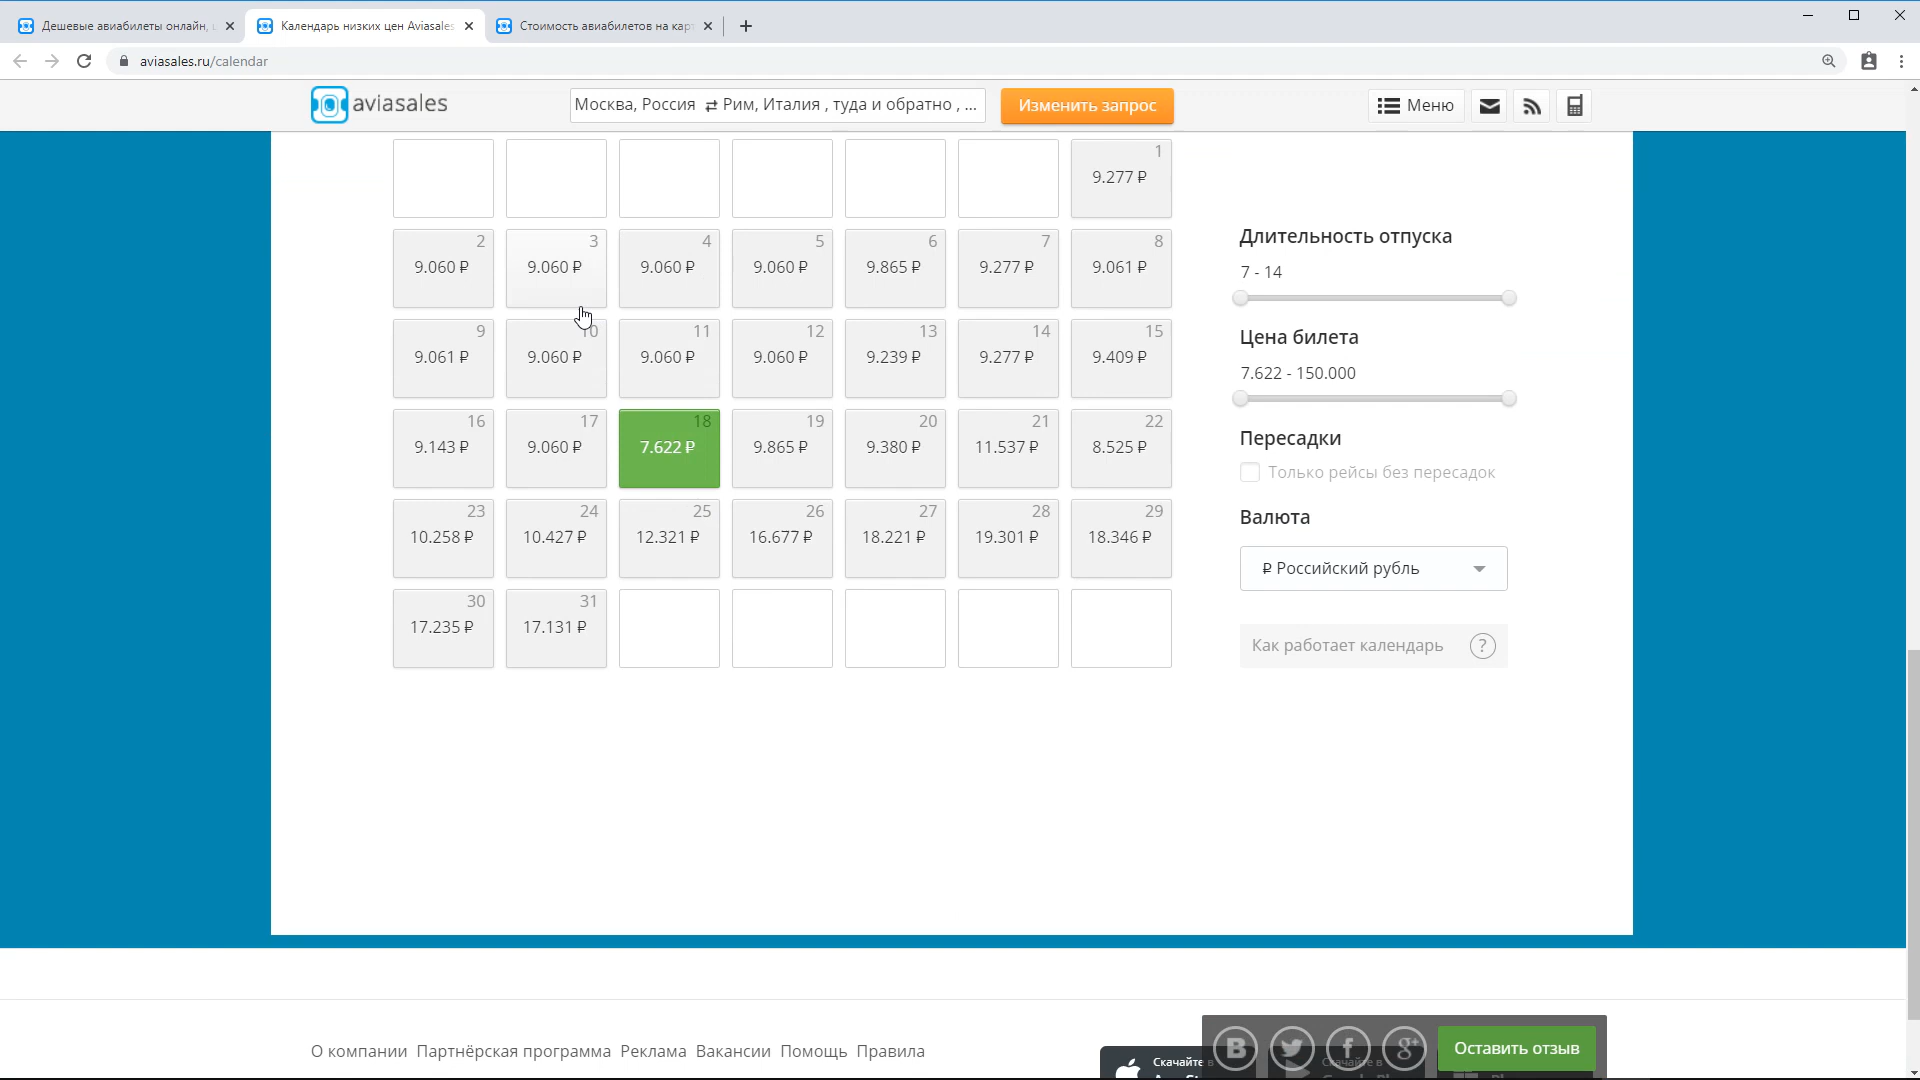 Дешевые авиабилеты онлайн,
Календарь низких цен Aviasales
Стоимость авиабилетов на кар
aviasales.ru/calendar
aviasales
Москва, Россия ⇄ Рим, Италия , туда и обратно , ...
Изменить запрос
Меню
1
9.277 ₽
2 3 4 5 6 7 8
9.060 ₽ 9.060 ₽ 9.060 ₽ 9.060 ₽ 9.865 ₽ 9.277 ₽ 9.061 ₽
9 10 11 12 13 14 15
9.061 ₽ 9.060 ₽ 9.060 ₽ 9.060 ₽ 9.239 ₽ 9.277 ₽ 9.409 ₽
16 17 18 19 20 21 22
9.143 ₽ 9.060 ₽ 7.622 ₽ 9.865 ₽ 9.380 ₽ 11.537 ₽ 8.525 ₽
23 24 25 26 27 28 29
10.258 ₽ 10.427 ₽ 12.321 ₽ 16.677 ₽ 18.221 ₽ 19.301 ₽ 18.346 ₽
30 31
17.235 ₽ 17.131 ₽
Длительность отпуска
7 - 14
Цена билета
7.622 - 150.000
Пересадки
Только рейсы без пересадок
Валюта
₽ Российский рубль
Как работает календарь ?
О компании Партнёрская программа Реклама Вакансии Помощь Правила
Скачайте в
Скачайте в
Оставить отзыв